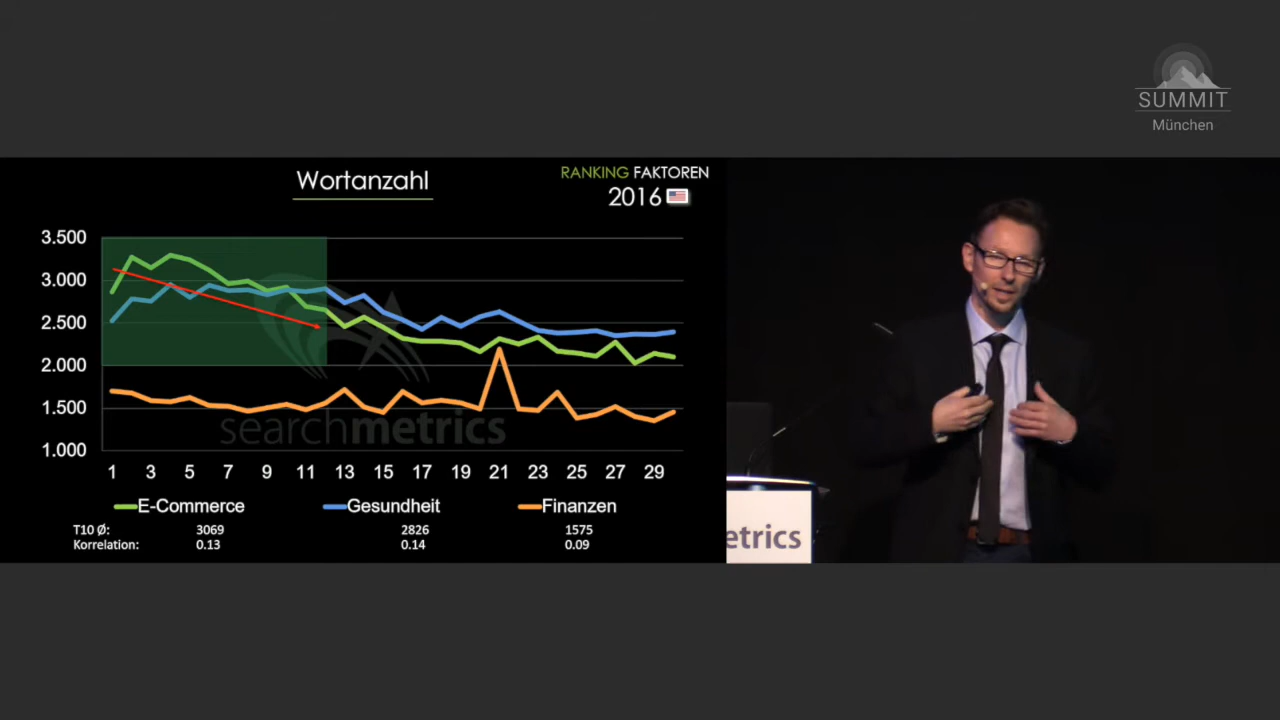 SUMMIT
München
Wortanzahl
RANKING FAKTOREN
2016
3.500
3.000
2.500
2.000
1.500
1.000
searchmetrics
1 3 5 7 9 11 13 15 17 19 21 23 25 27 29
E-Commerce Gesundheit Finanzen
T10 Ø: 3069 2826 1575
Korrelation: 0.13 0.14 0.09
etrics